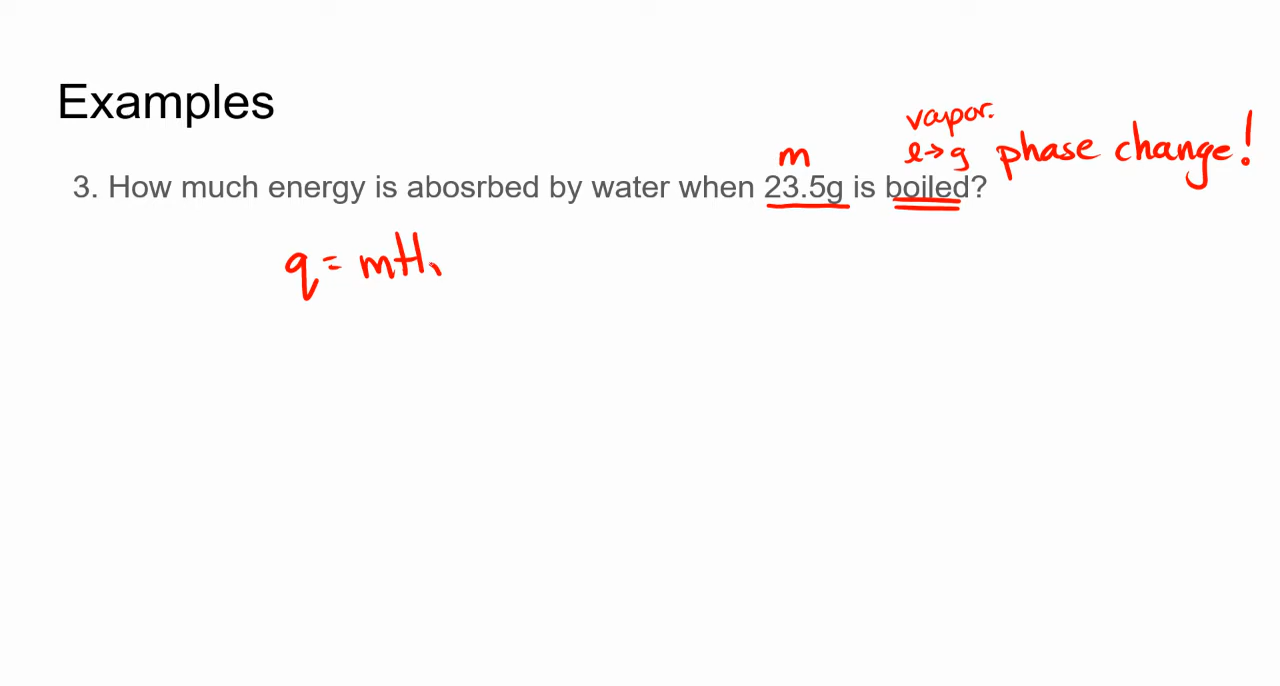 Examples
vapor.
m l→g phase change!
3. How much energy is abosrbed by water when 23.5g is boiled?
q = mH